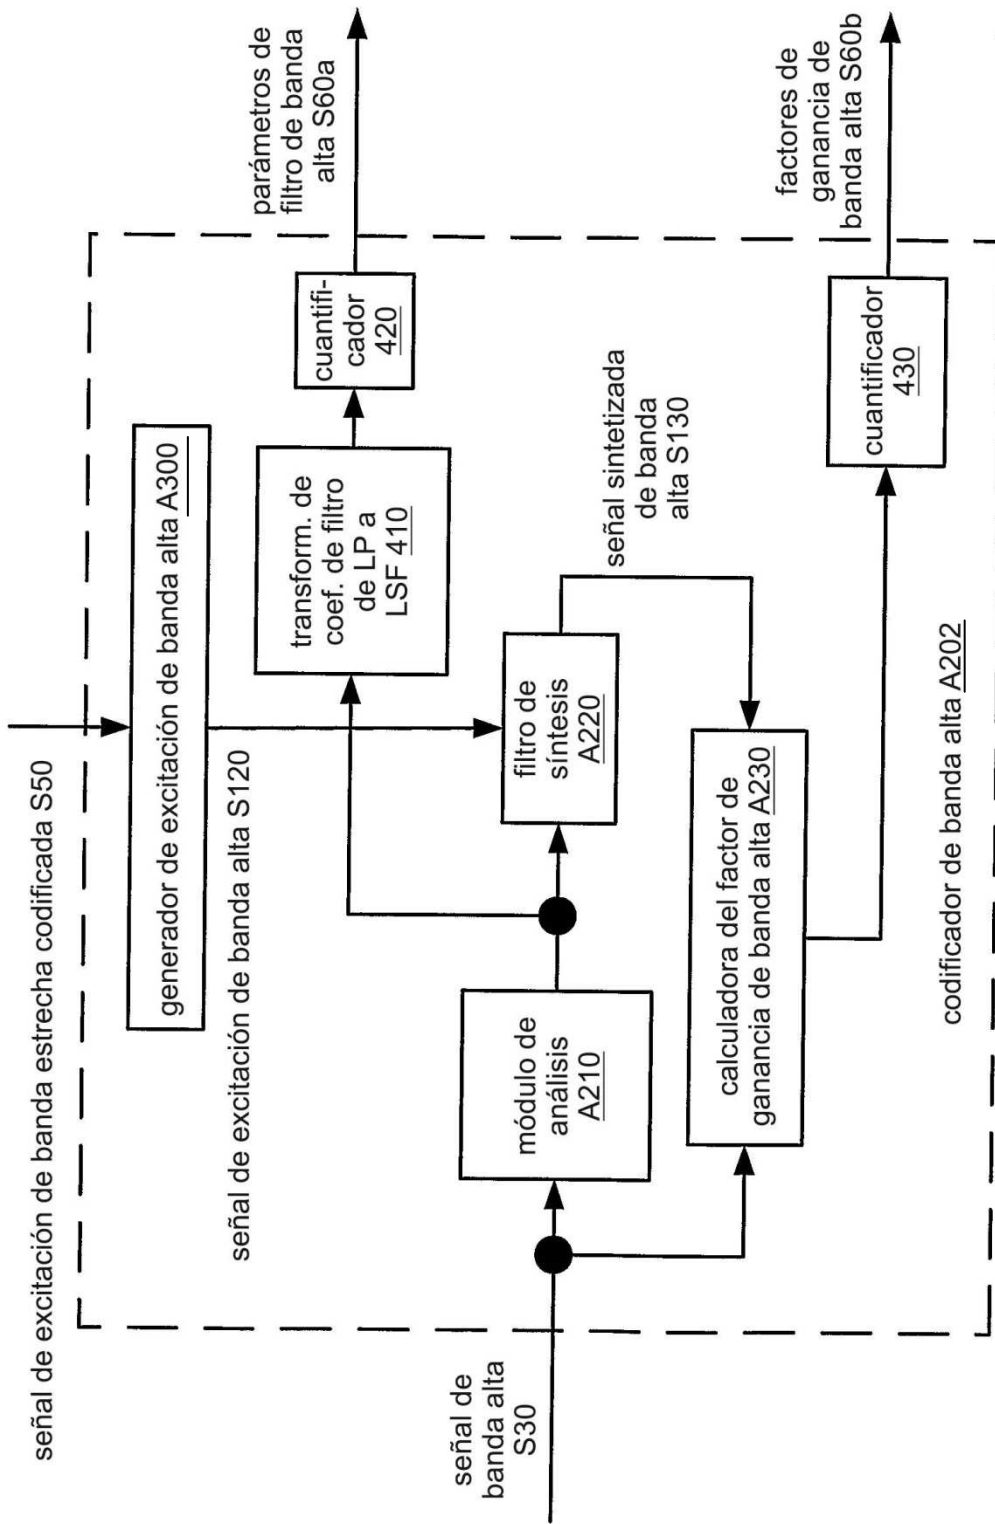 señal de excitación de banda estrecha codificada S50
generador de excitación de banda alta A300
señal de excitación de banda alta S120
parámetros de
filtro de banda
alta S60a
cuantifi-
cador
420
transform. de
coef. de filtro
de LP a
LSF 410
señal de
banda alta
S30
módulo de
análisis
A210
filtro de
síntesis
A220
señal sintetizada
de banda
alta S130
calculadora del factor de
ganancia de banda alta A230
cuantificador
430
factores de
ganancia de
banda alta S60b
codificador de banda alta A202